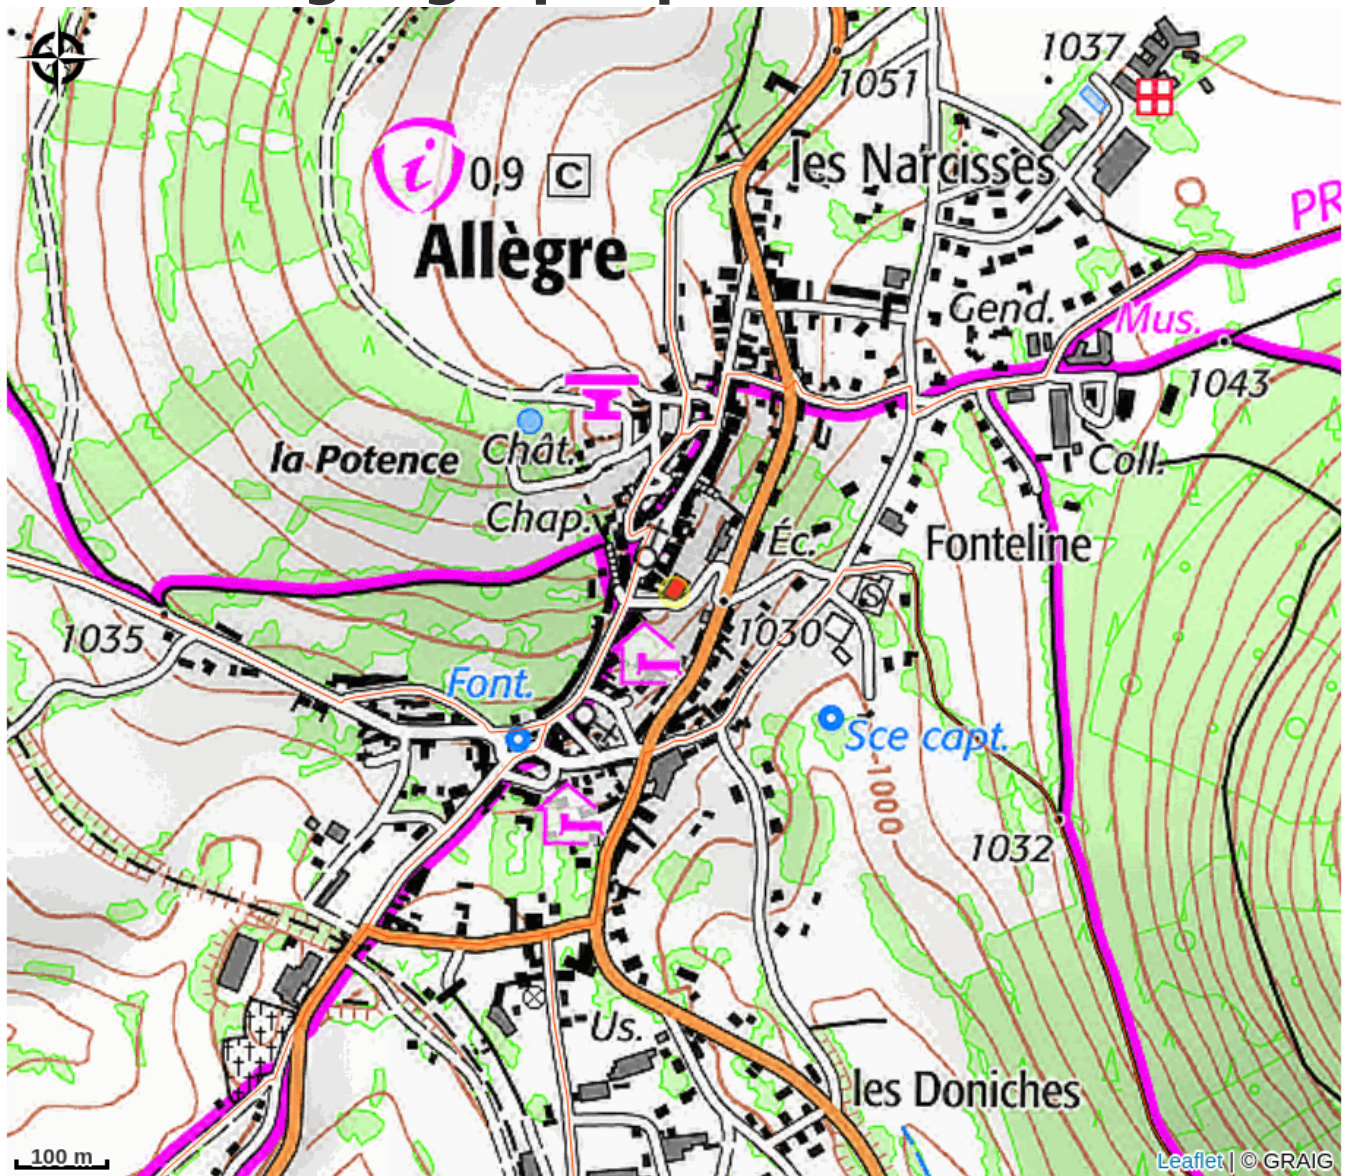 1037
1051
les Narcisses
i 0,9 C
PR
Allègre
Gend.
Mus.
1043
la Potence
Chât.
Coll.
Chap.
Éc.
Fonteline
1035
1030
Font.
Sce capt.
1000
1032
Us.
les Doniches
100 m
Leaflet | © GRAIG